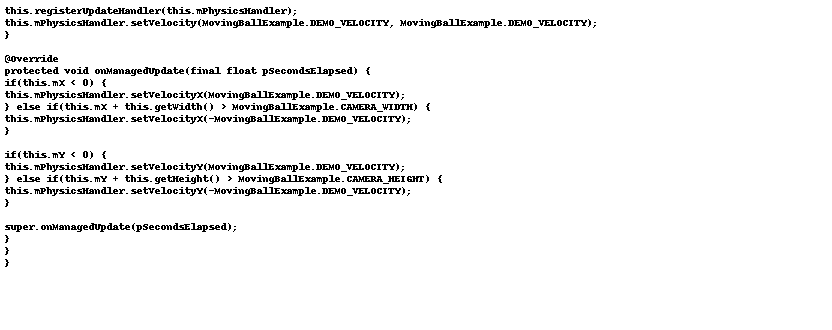 this.registerUpdateHandler(this.mPhysicsHandler);
this.mPhysicsHandler.setVelocity(MovingBallExample.DEMO_VELOCITY, MovingBallExample.DEMO_VELOCITY);
}
@Override
protected void onManagedUpdate(final float pSecondsElapsed) {
if(this.mX < 0) {
this.mPhysicsHandler.setVelocityX(MovingBallExample.DEMO_VELOCITY);
} else if(this.mX + this.getWidth() > MovingBallExample.CAMERA_WIDTH) {
this.mPhysicsHandler.setVelocityX(-MovingBallExample.DEMO_VELOCITY);
}
if(this.mY < 0) {
this.mPhysicsHandler.setVelocityY(MovingBallExample.DEMO_VELOCITY);
} else if(this.mY + this.getHeight() > MovingBallExample.CAMERA_HEIGHT) {
this.mPhysicsHandler.setVelocityY(-MovingBallExample.DEMO_VELOCITY);
}
super.onManagedUpdate(pSecondsElapsed);
}
}
}